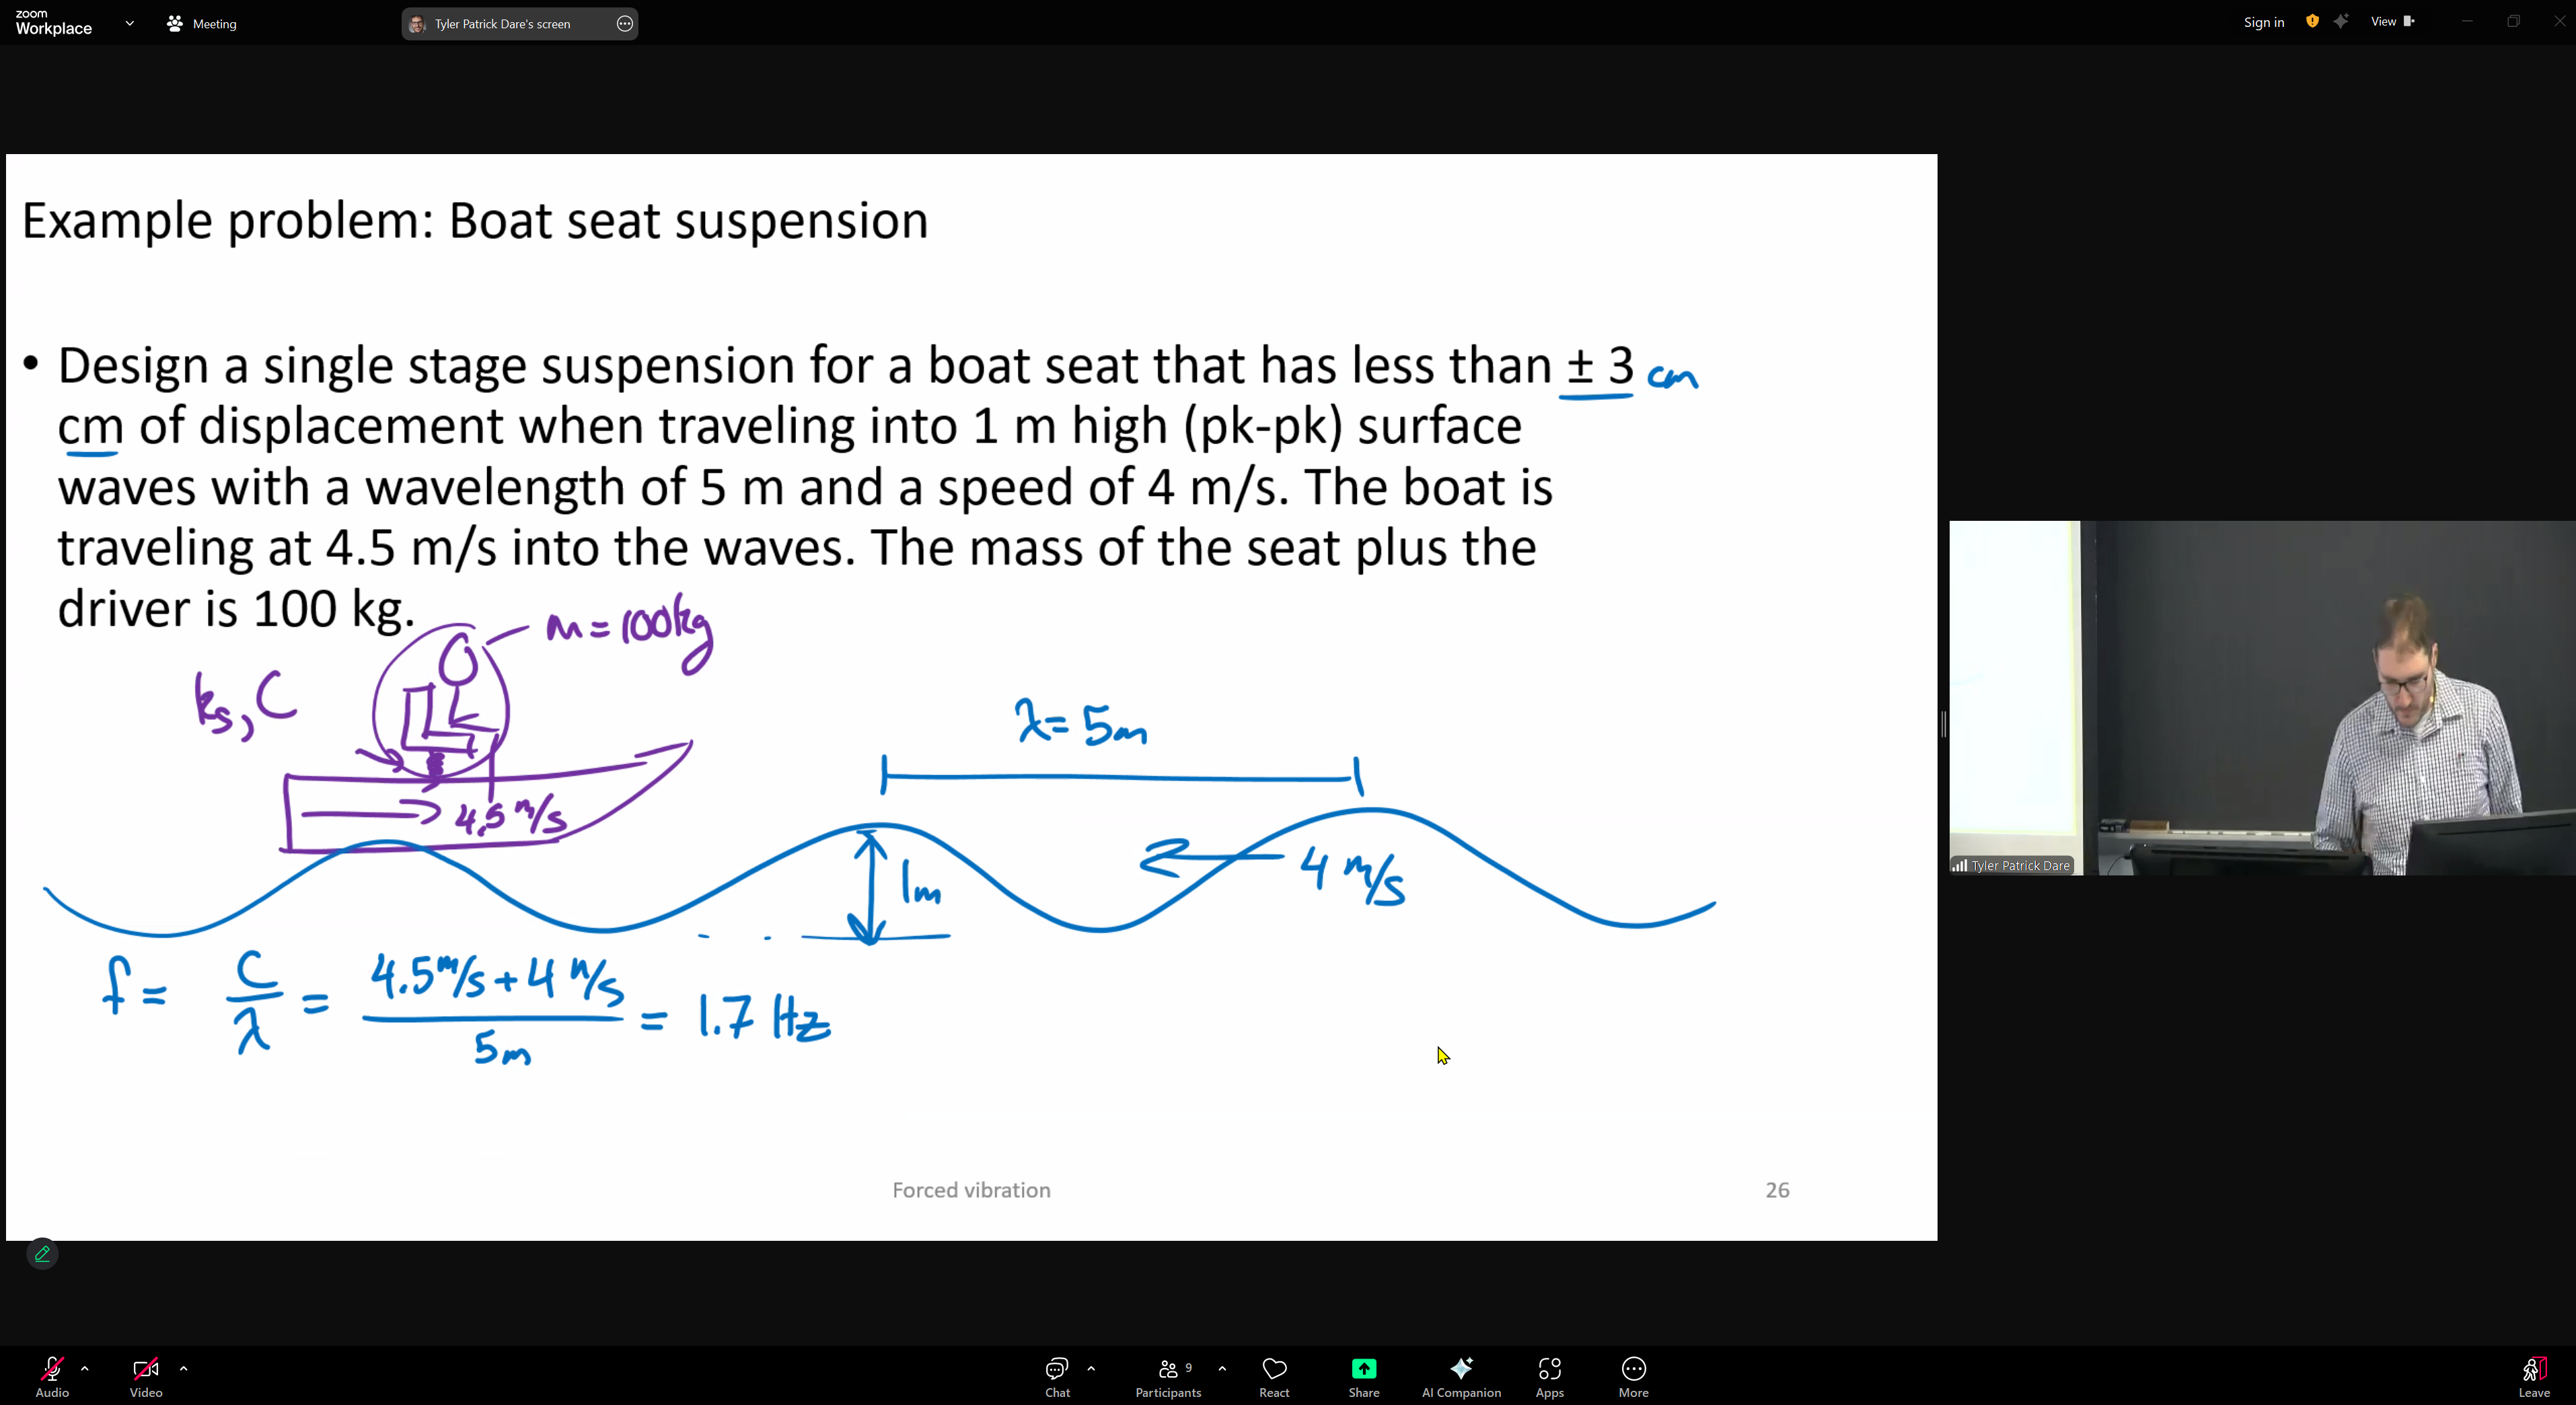 zoom
Workplace
Meeting
Tyler Patrick Dare's screen
Sign in
View
Example problem: Boat seat suspension
• Design a single stage suspension for a boat seat that has less than ± 3 cm
cm of displacement when traveling into 1 m high (pk-pk) surface
waves with a wavelength of 5 m and a speed of 4 m/s. The boat is
traveling at 4.5 m/s into the waves. The mass of the seat plus the
driver is 100 kg.
m = 100kg
ks, C
λ = 5m
4.5 m/s
1m
4 m/s
f = C/λ = (4.5 m/s + 4 m/s)/5m = 1.7 Hz
Forced vibration
26
Tyler Patrick Dare
Audio
Video
Chat
9
Participants
React
Share
AI Companion
Apps
More
Leave